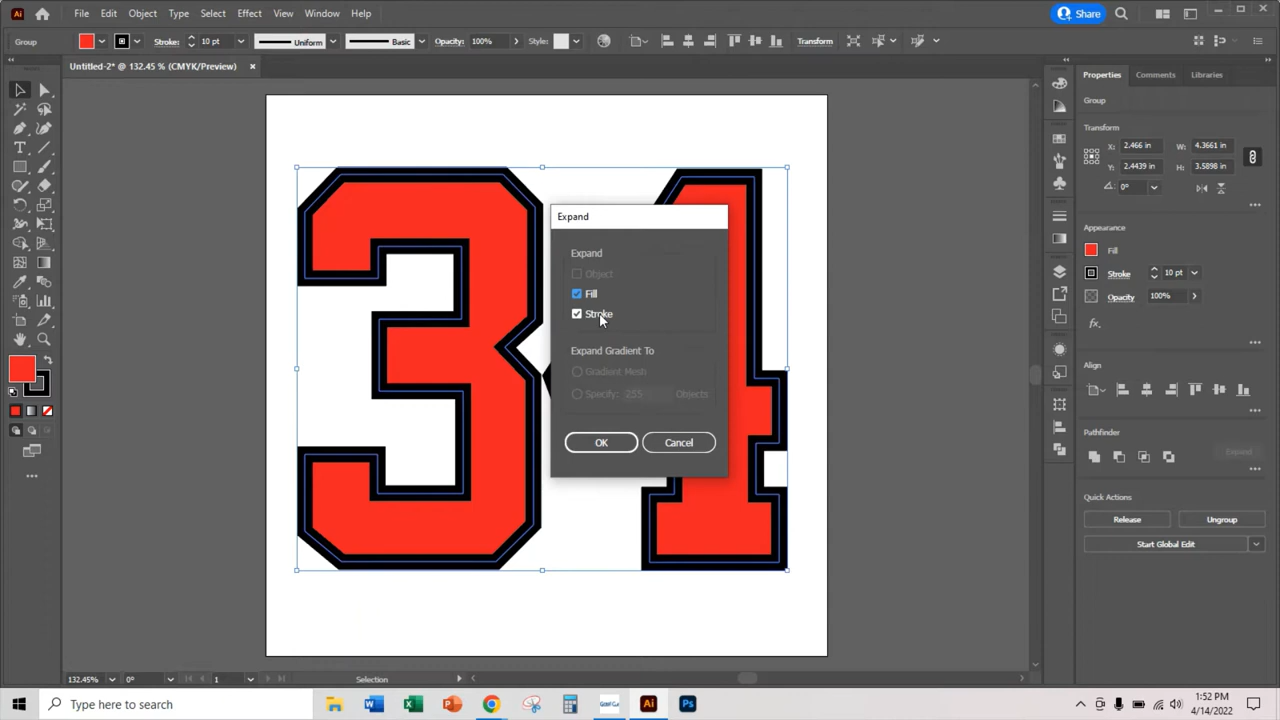 Ai
File Edit Object Type Select Effect View Window Help
Share
Group
Stroke: 10 pt Uniform Basic Opacity: 100% Style: Transform
Untitled-2* @ 132.45 % (CMYK/Preview)
Properties Comments Libraries
Group
Transform
X: 2.466 in W: 4.3661 in
Y: 2.4439 in H: 3.5898 in
0°
Appearance
Fill
Stroke 10 pt
Opacity 100%
fx.
Align
Pathfinder
Expand
Quick Actions
Release Ungroup
Start Global Edit
31
Expand
Expand
Object
Fill
Stroke
Expand Gradient To
Gradient Mesh
Specify: 255 Objects
OK Cancel
132.45% 0° 1 Selection
Type here to search
Ai Ps
1:52 PM
4/14/2022